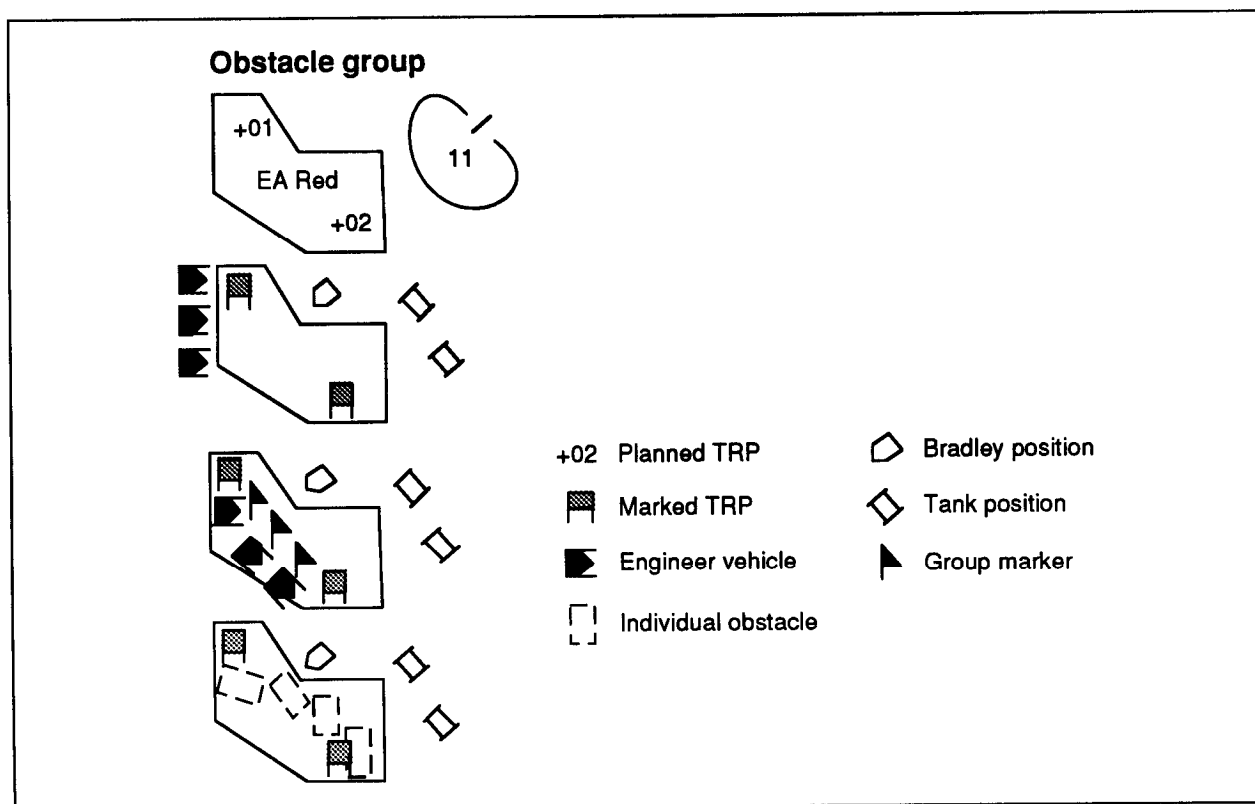 Obstacle group
+01
EA Red
+02
11
+02 Planned TRP
Marked TRP
Engineer vehicle
Individual obstacle
Bradley position
Tank position
Group marker